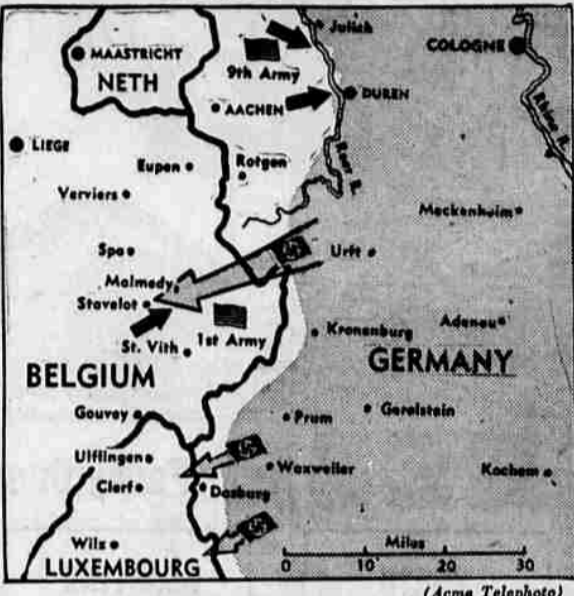 Julich
COLOGNE
MAASTRICHT
9th Army
NETH
DUREN
AACHEN
Rhine R.
LIEGE
Roer R.
Eupen
Rotgen
Verviers
Meckenheim
Spa
Urft
Malmedy
Stavelot
Kronenburg
Adenau
St. Vith
1st Army
GERMANY
BELGIUM
Gouvoy
Prum
Gerolstein
Ulflingen
Waxweiler
Kochem
Clerf
Dasburg
Wilz
Miles
0 10 20 30
LUXEMBOURG
(Acme Telephoto)